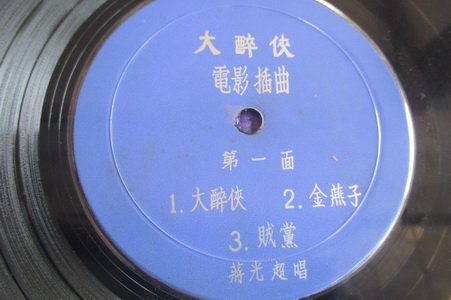 大醉俠
電影插曲
第一面
1.大醉俠 2.金燕子
3.賊黨
蔣光超唱